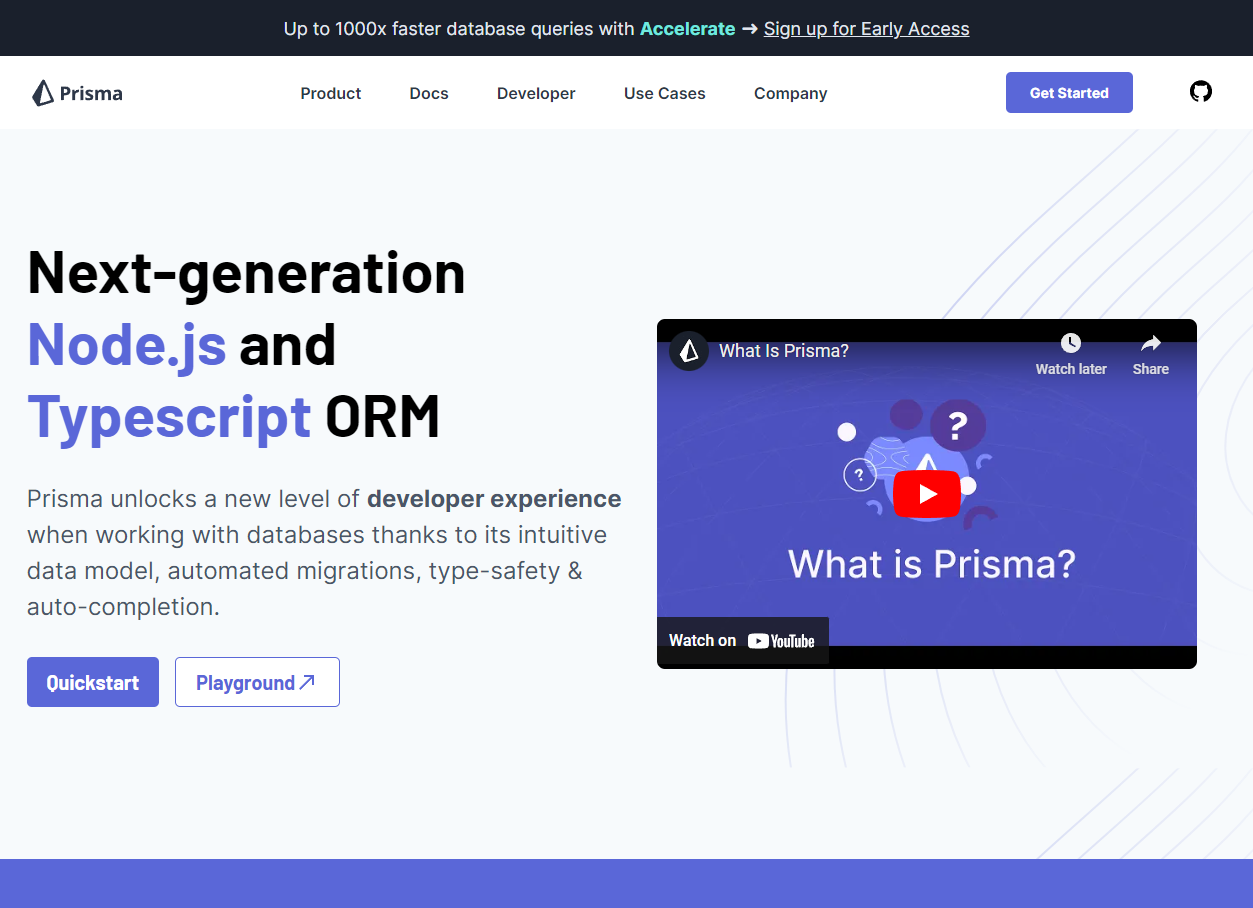 Up to 1000x faster database queries with Accelerate ➜ Sign up for Early Access
Prisma
Product
Docs
Developer
Use Cases
Company
Get Started
Next-generation
Node.js and
Typescript ORM
Prisma unlocks a new level of developer experience
when working with databases thanks to its intuitive
data model, automated migrations, type-safety &
auto-completion.
Quickstart
Playground
What Is Prisma?
Watch later
Share
?
?
What is Prisma?
Watch on YouTube